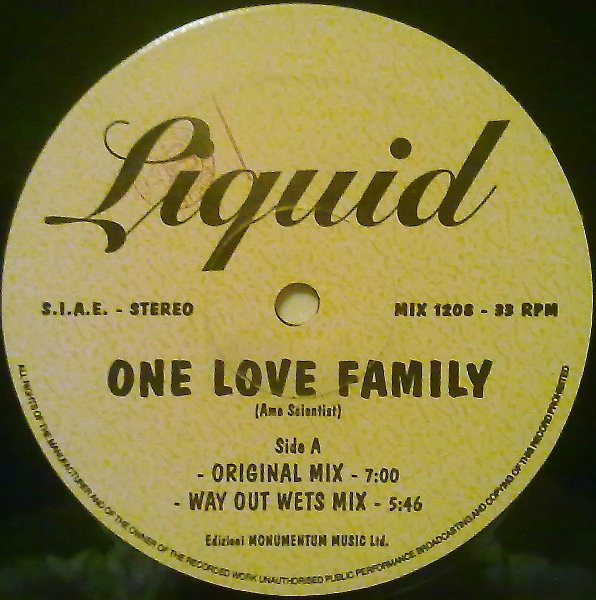 Liquid
S.I.A.E. - STEREO
MIX 1208 - 33 RPM
ONE LOVE FAMILY
(Ame Scientist)
Side A
- ORIGINAL MIX - 7:00
- WAY OUT WETS MIX - 5:46
Edizioni MONUMENTUM MUSIC Ltd.
ALL RIGHTS OF THE MANUFACTURER AND OF THE OWNER OF THE RECORDED WORK UNAUTHORISED PUBLIC PERFORMANCE BROADCASTING AND COPYING OF THIS RECORD PROHIBITED